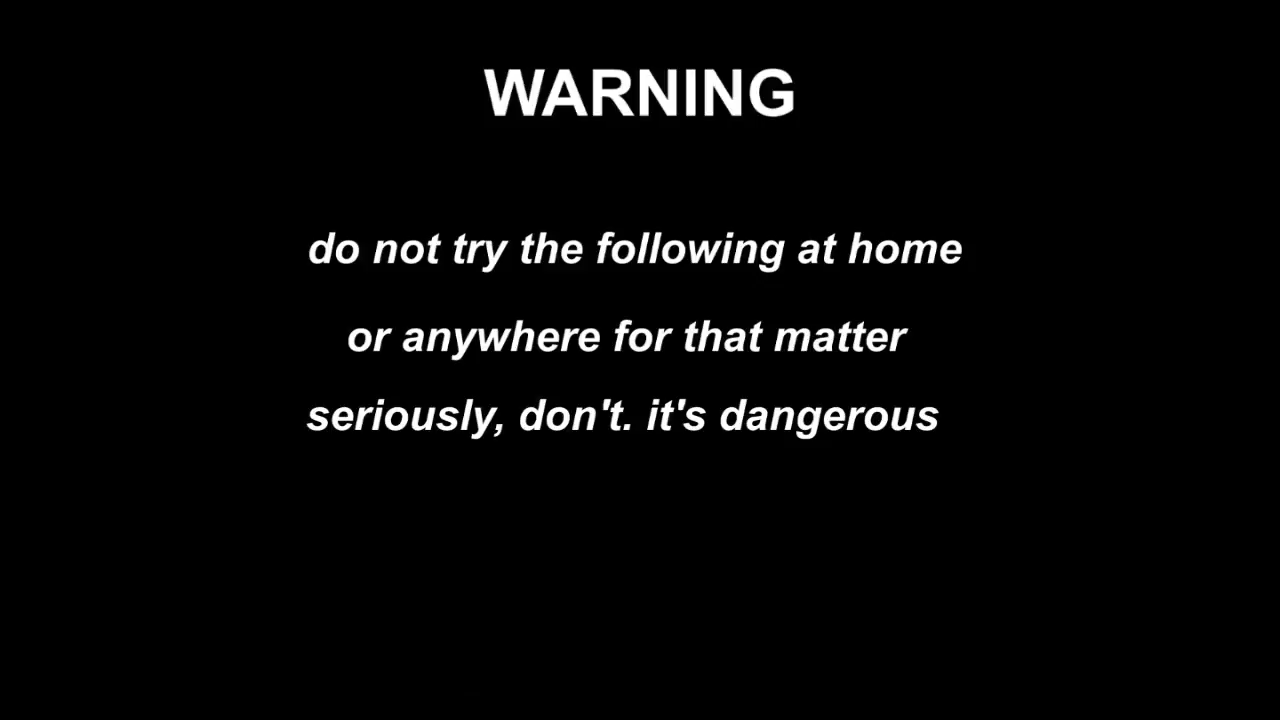 WARNING
do not try the following at home
or anywhere for that matter
seriously, don't. it's dangerous